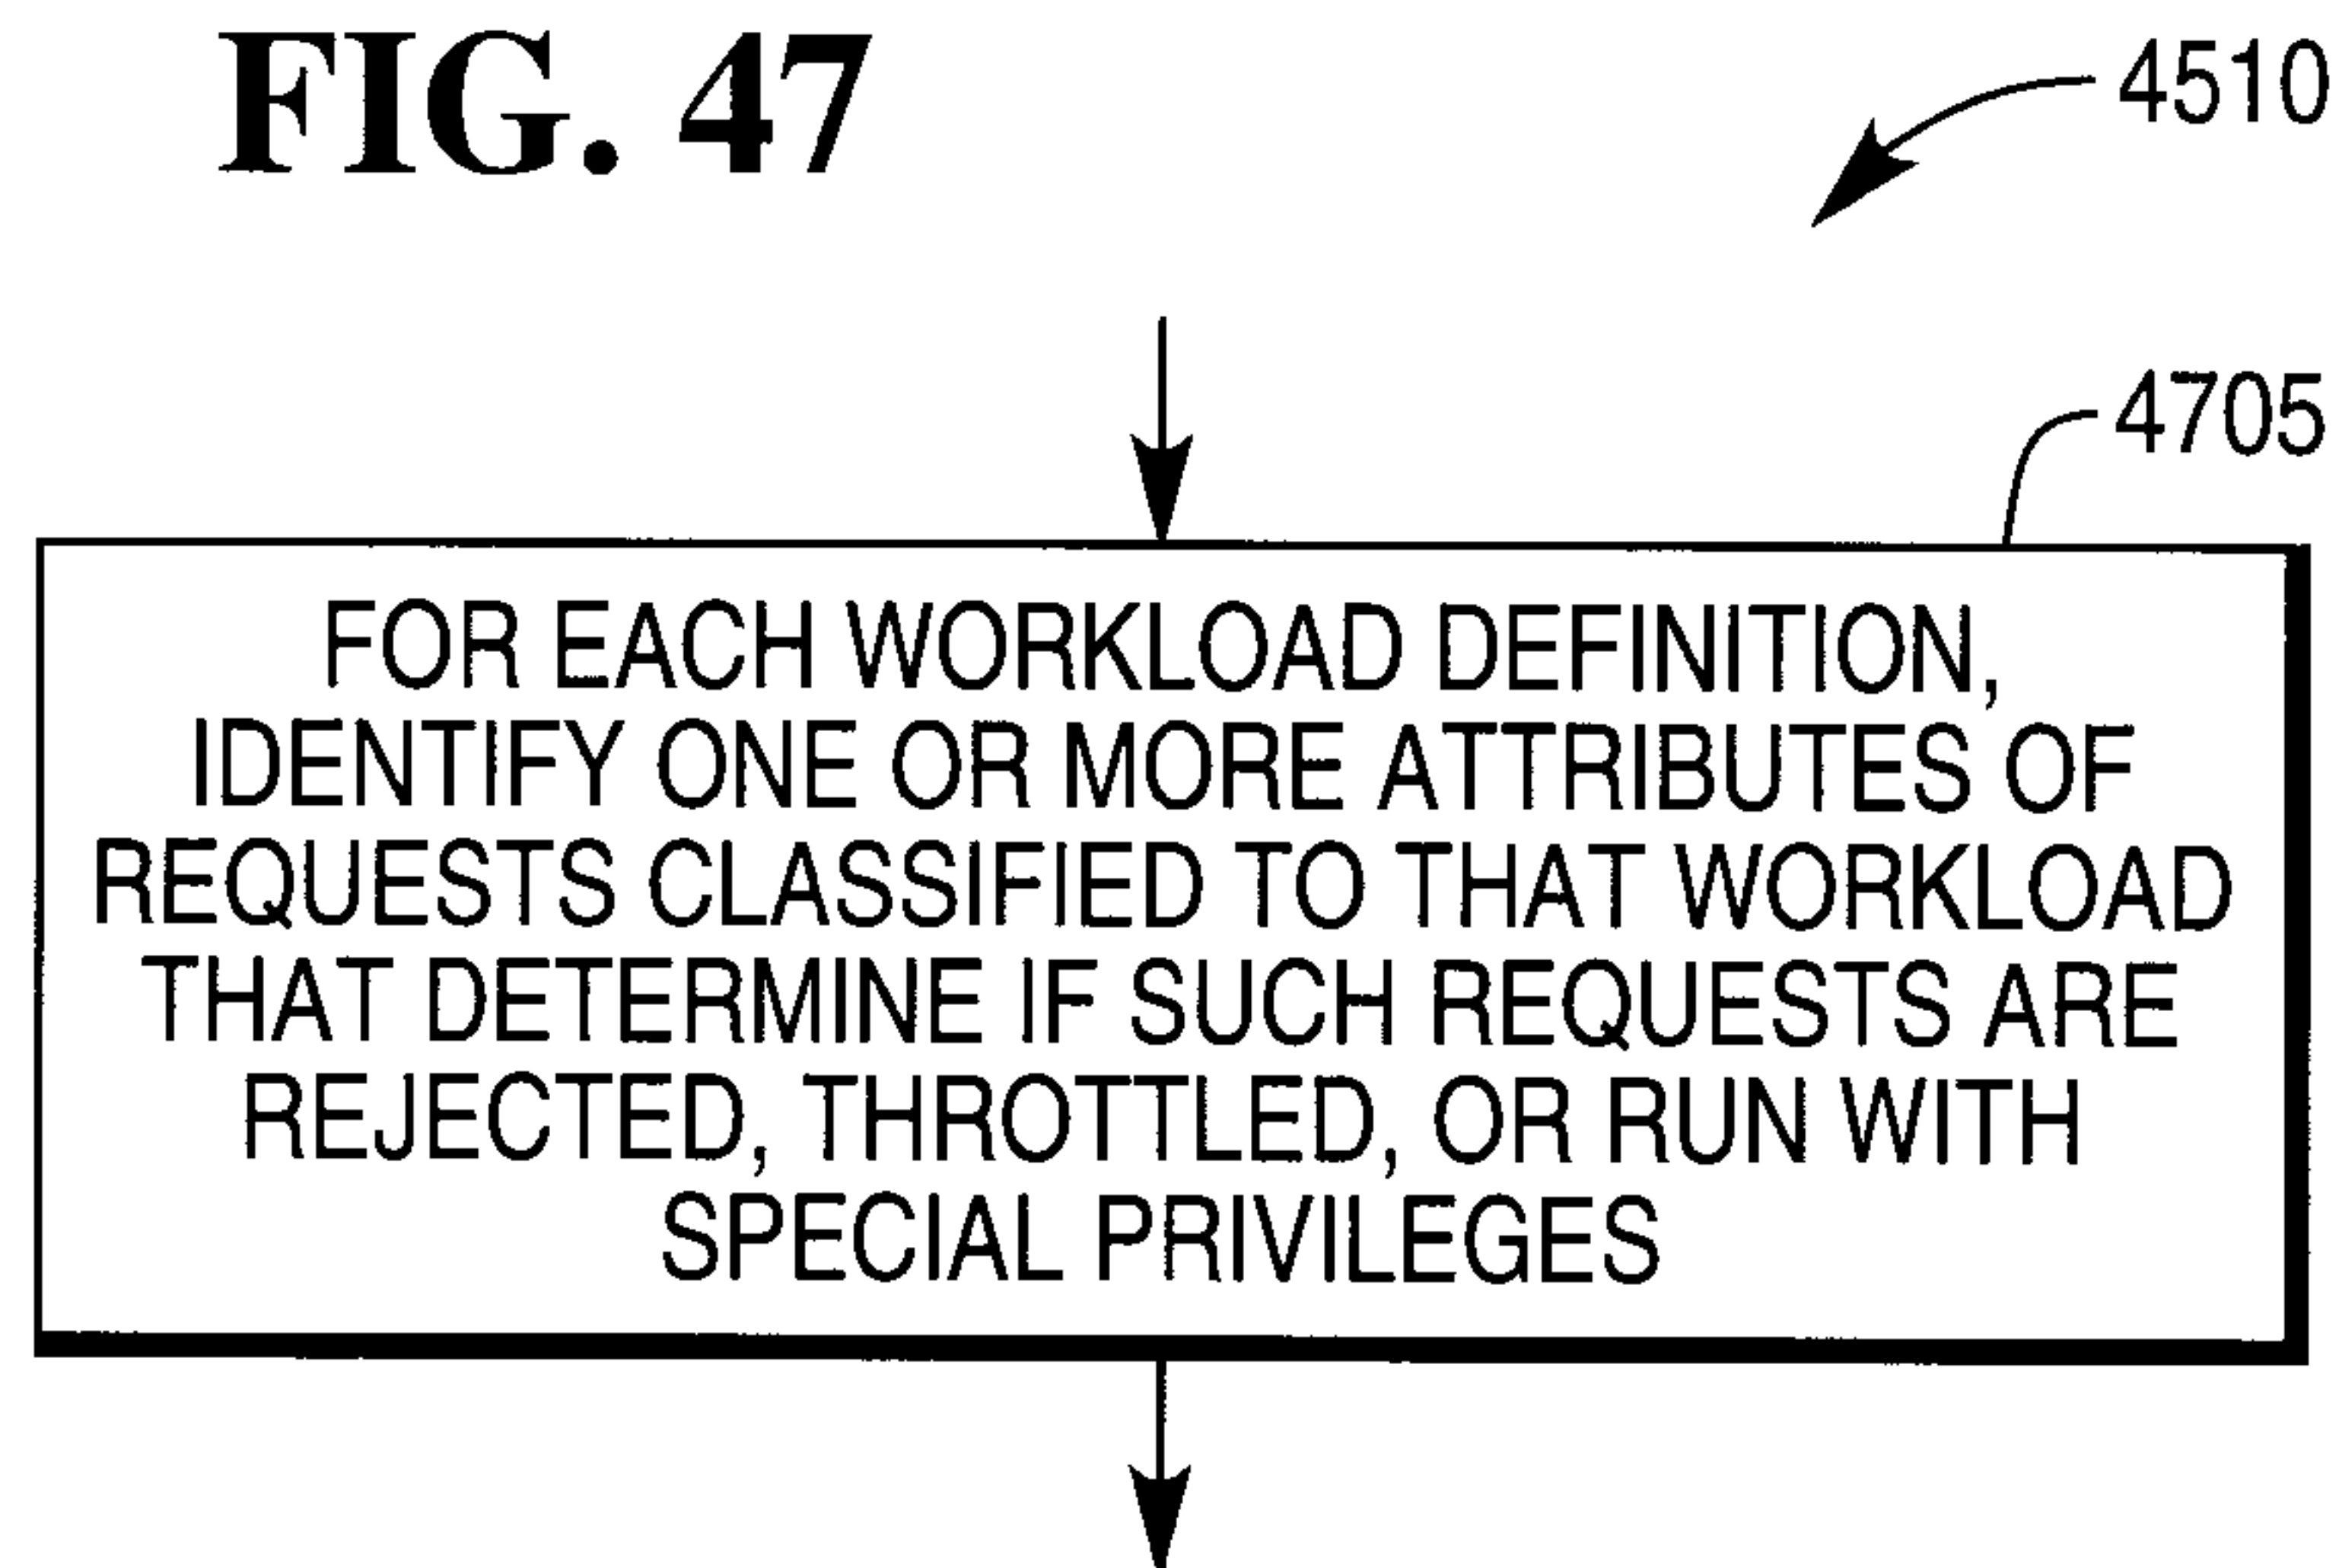 FIG. 47
4510
4705
FOR EACH WORKLOAD DEFINITION,
IDENTIFY ONE OR MORE ATTRIBUTES OF
REQUESTS CLASSIFIED TO THAT WORKLOAD
THAT DETERMINE IF SUCH REQUESTS ARE
REJECTED, THROTTLED, OR RUN WITH
SPECIAL PRIVILEGES